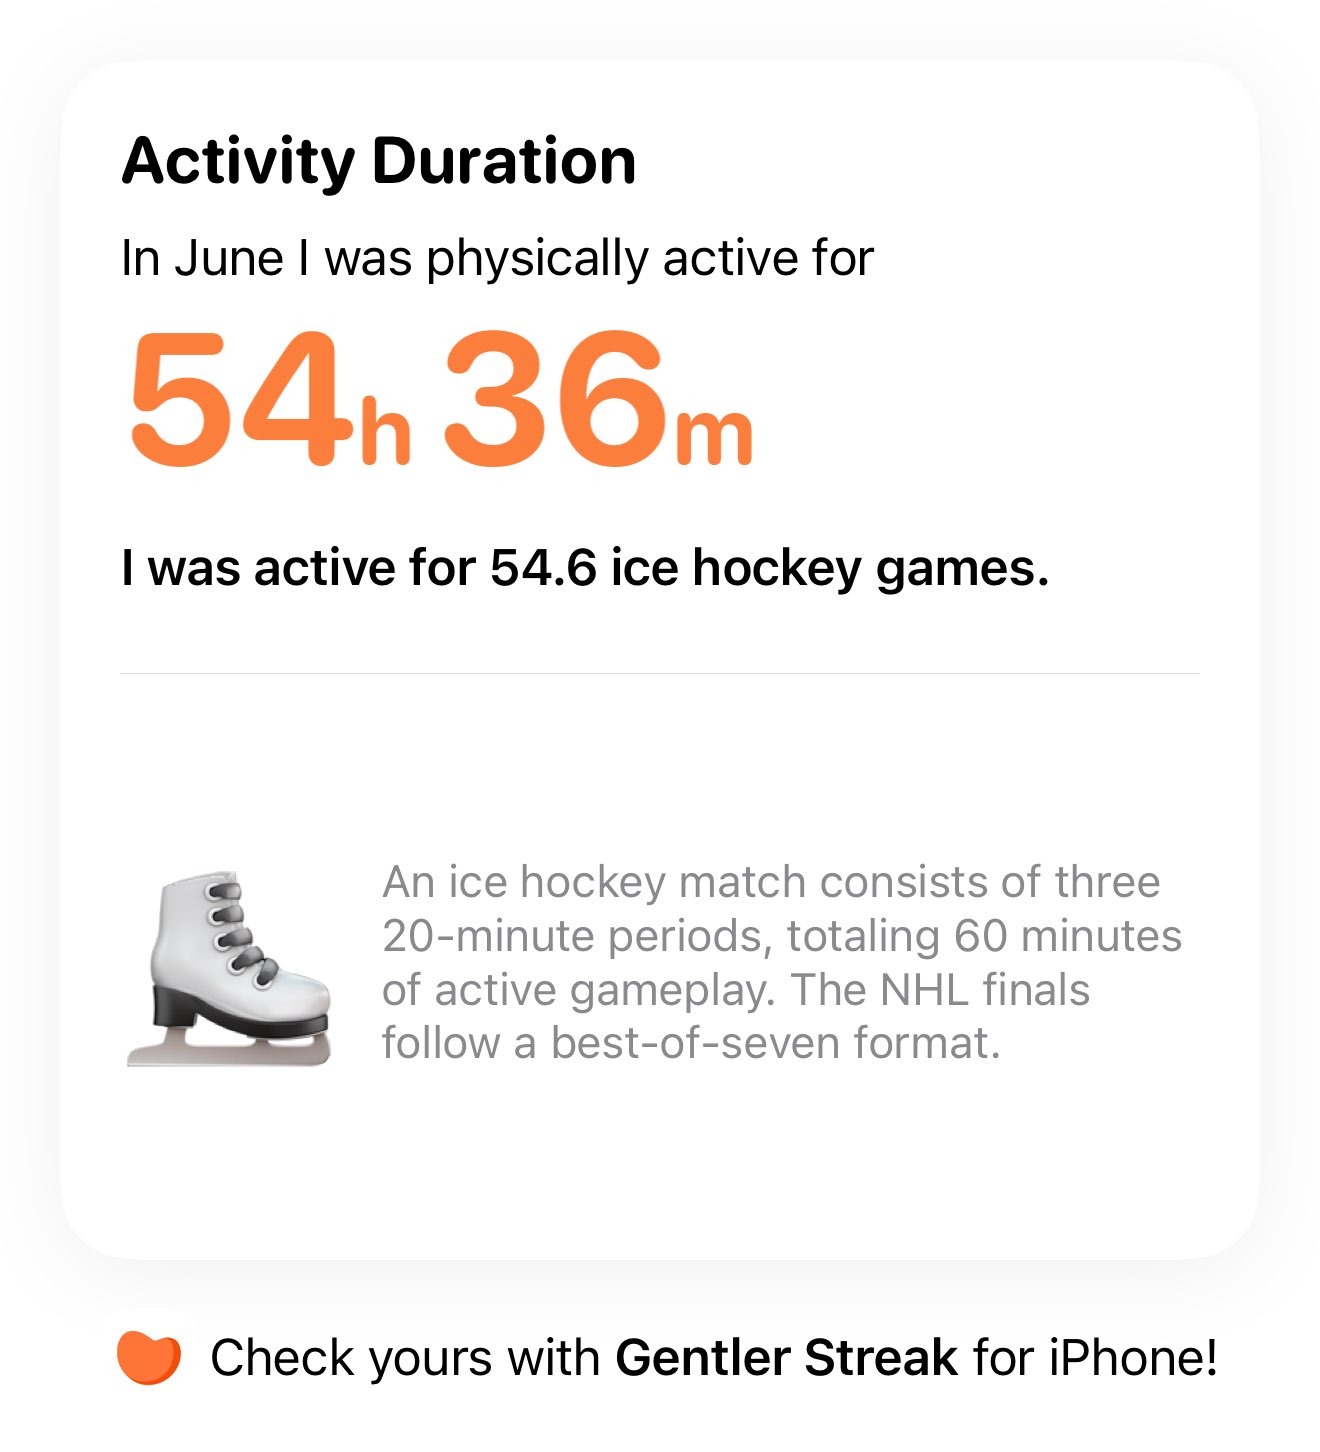 Activity Duration
In June I was physically active for
54h 36m
I was active for 54.6 ice hockey games.
An ice hockey match consists of three
20-minute periods, totaling 60 minutes
of active gameplay. The NHL finals
follow a best-of-seven format.
Check yours with Gentler Streak for iPhone!